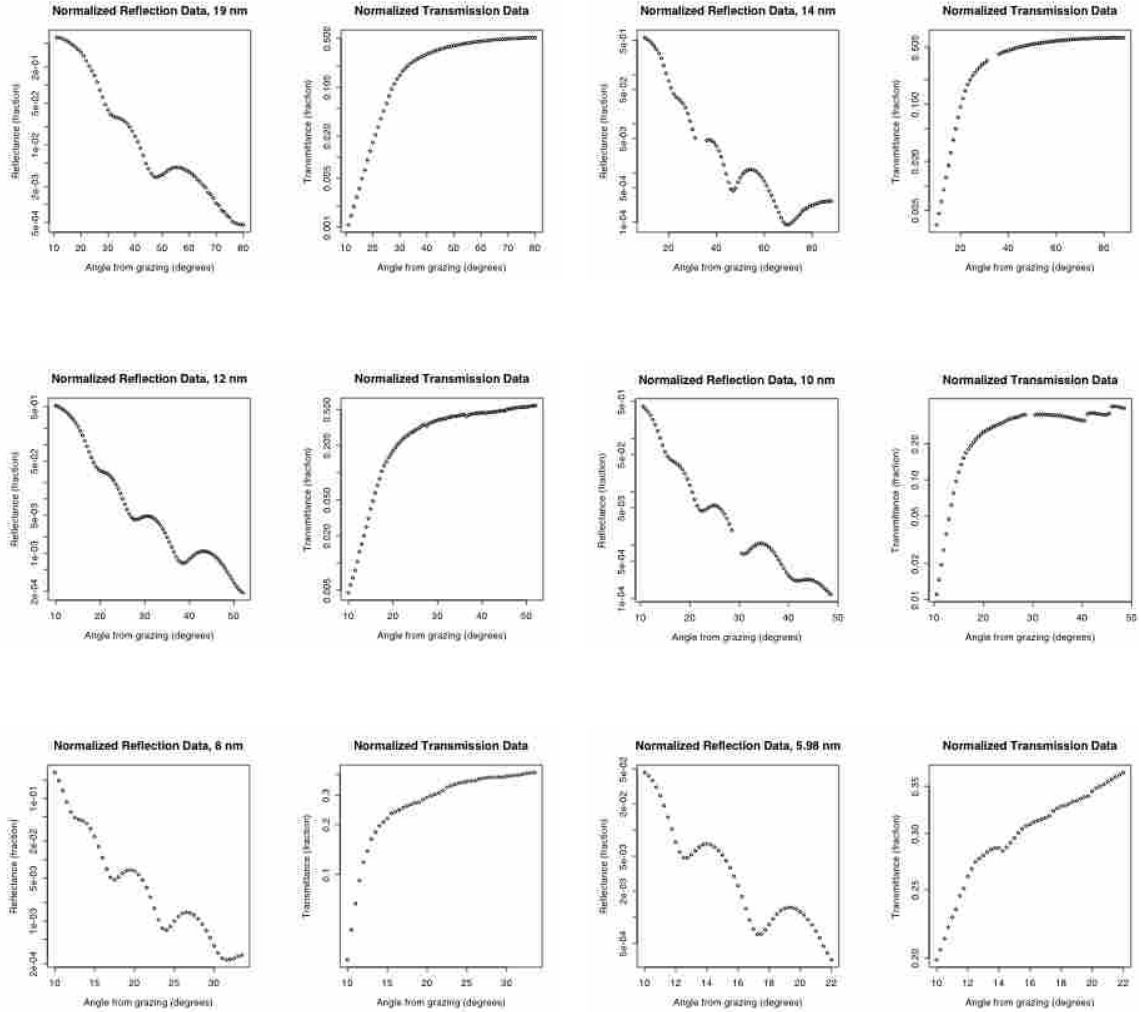 Normalized Reflection Data, 19 nm
Reflectance (fraction)
2e-01
5e-02
1e-02
2e-03
5e-04
10 20 30 40 50 60 70 80
Angle from grazing (degrees)
Normalized Transmission Data
Transmittance (fraction)
0.500
0.100
0.020
0.005
0.001
10 20 30 40 50 60 70 80
Angle from grazing (degrees)
Normalized Reflection Data, 14 nm
Reflectance (fraction)
5e-01
5e-02
5e-03
5e-04
1e-04
20 40 60 80
Angle from grazing (degrees)
Normalized Transmission Data
Transmittance (fraction)
0.500
0.100
0.020
0.005
20 40 60 80
Angle from grazing (degrees)
Normalized Reflection Data, 12 nm
Reflectance (fraction)
5e-01
5e-02
5e-03
1e-03
2e-04
10 20 30 40 50
Angle from grazing (degrees)
Normalized Transmission Data
Transmittance (fraction)
0.500
0.200
0.050
0.020
0.005
10 20 30 40 50
Angle from grazing (degrees)
Normalized Reflection Data, 10 nm
Reflectance (fraction)
5e-01
5e-02
5e-03
5e-04
1e-04
10 20 30 40 50
Angle from grazing (degrees)
Normalized Transmission Data
Transmittance (fraction)
0.20
0.10
0.05
0.02
0.01
10 20 30 40 50
Angle from grazing (degrees)
Normalized Reflection Data, 8 nm
Reflectance (fraction)
1e-01
2e-02
5e-03
1e-03
2e-04
10 15 20 25 30
Angle from grazing (degrees)
Normalized Transmission Data
Transmittance (fraction)
0.3
0.2
0.1
10 15 20 25 30
Angle from grazing (degrees)
Normalized Reflection Data, 5.98 nm
Reflectance (fraction)
5e-02
2e-02
5e-03
2e-03
5e-04
10 12 14 16 18 20 22
Angle from grazing (degrees)
Normalized Transmission Data
Transmittance (fraction)
0.35
0.30
0.25
0.20
10 12 14 16 18 20 22
Angle from grazing (degrees)